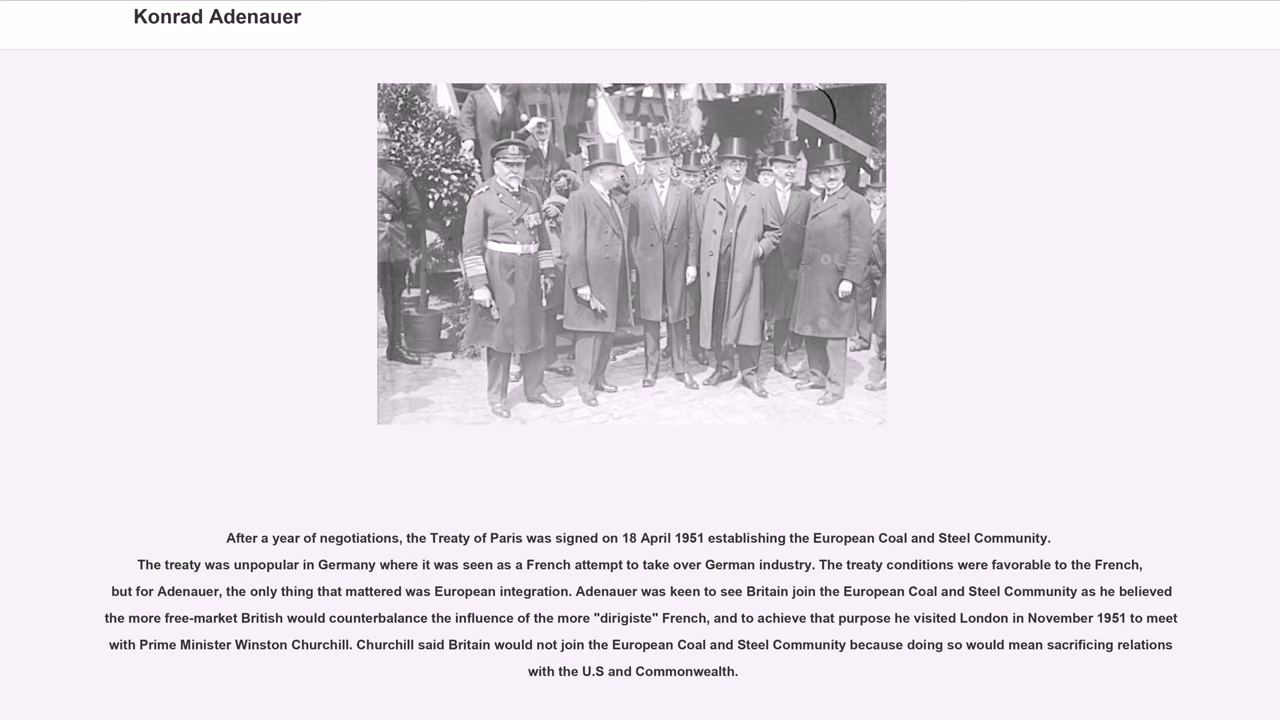 Konrad Adenauer
After a year of negotiations, the Treaty of Paris was signed on 18 April 1951 establishing the European Coal and Steel Community.
The treaty was unpopular in Germany where it was seen as a French attempt to take over German industry. The treaty conditions were favorable to the French,
but for Adenauer, the only thing that mattered was European integration. Adenauer was keen to see Britain join the European Coal and Steel Community as he believed
the more free-market British would counterbalance the influence of the more "dirigiste" French, and to achieve that purpose he visited London in November 1951 to meet
with Prime Minister Winston Churchill. Churchill said Britain would not join the European Coal and Steel Community because doing so would mean sacrificing relations
with the U.S and Commonwealth.